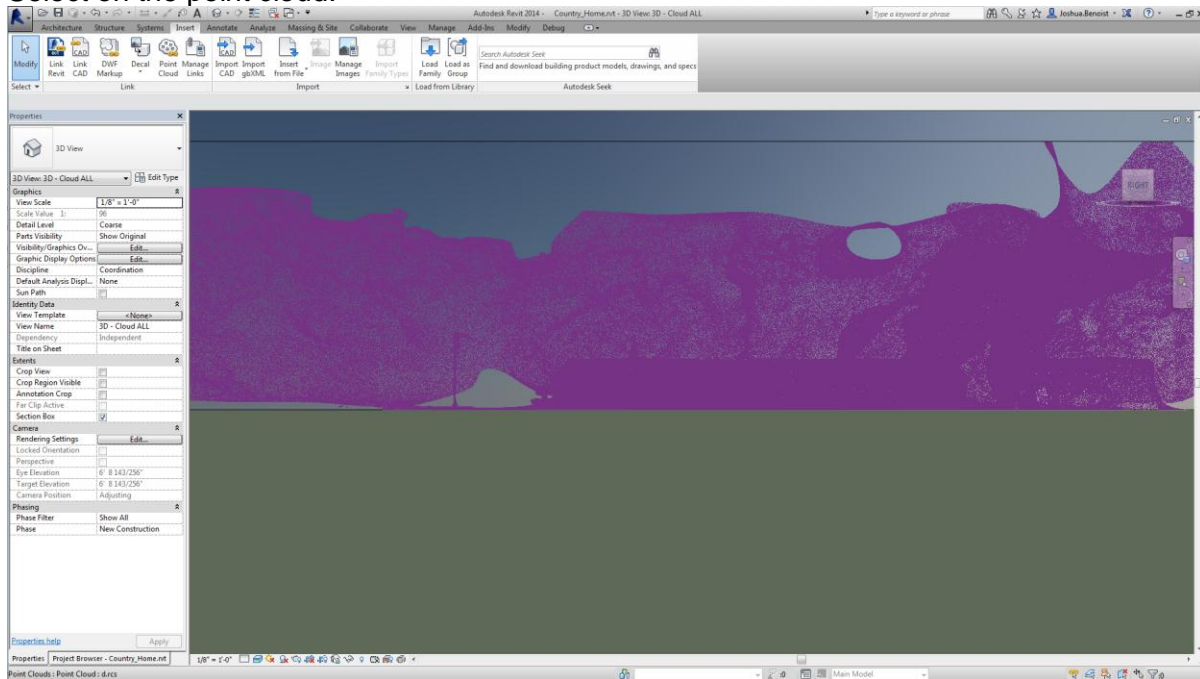 Select on the point cloud.
Autodesk Revit 2014 - Country_Home.rvt - 3D View: 3D - Cloud ALL
Type a keyword or phrase
Joshua.Benoist
Architecture Structure Systems Insert Annotate Analyze Massing & Site Collaborate View Manage Add-Ins Modify Debug
Modify Link Revit Link CAD DWF Markup Decal Point Cloud Manage Links Import CAD Import gbXML Insert from File Image Manage Images Import Family Types Load Family Load as Group
Search Autodesk Seek
Find and download building product models, drawings, and specs
Select Link Import Load from Library Autodesk Seek
Properties
3D View
3D View: 3D - Cloud ALL Edit Type
Graphics
View Scale 1/8" = 1'-0"
Scale Value 1: 96
Detail Level Coarse
Parts Visibility Show Original
Visibility/Graphics Ov... Edit...
Graphic Display Options Edit...
Discipline Coordination
Default Analysis Displ... None
Sun Path
Identity Data
View Template <None>
View Name 3D - Cloud ALL
Dependency Independent
Title on Sheet
Extents
Crop View
Crop Region Visible
Annotation Crop
Far Clip Active
Section Box
Camera
Rendering Settings Edit...
Locked Orientation
Perspective
Eye Elevation 6' 8 143/256"
Target Elevation 6' 8 143/256"
Camera Position Adjusting
Phasing
Phase Filter Show All
Phase New Construction
RIGHT
Properties help Apply
Properties Project Browser - Country_Home.rvt
1/8" = 1'-0"
Point Clouds : Point Cloud : d.rcs
:0 Main Model :0